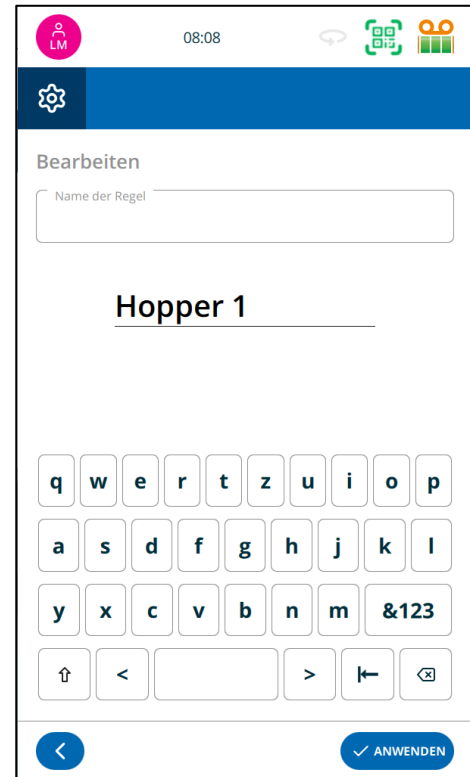 LM
08:08
Bearbeiten
Name der Regel
Hopper 1
q w e r t z u i o p
a s d f g h j k l
y x c v b n m &123
< >
ANWENDEN